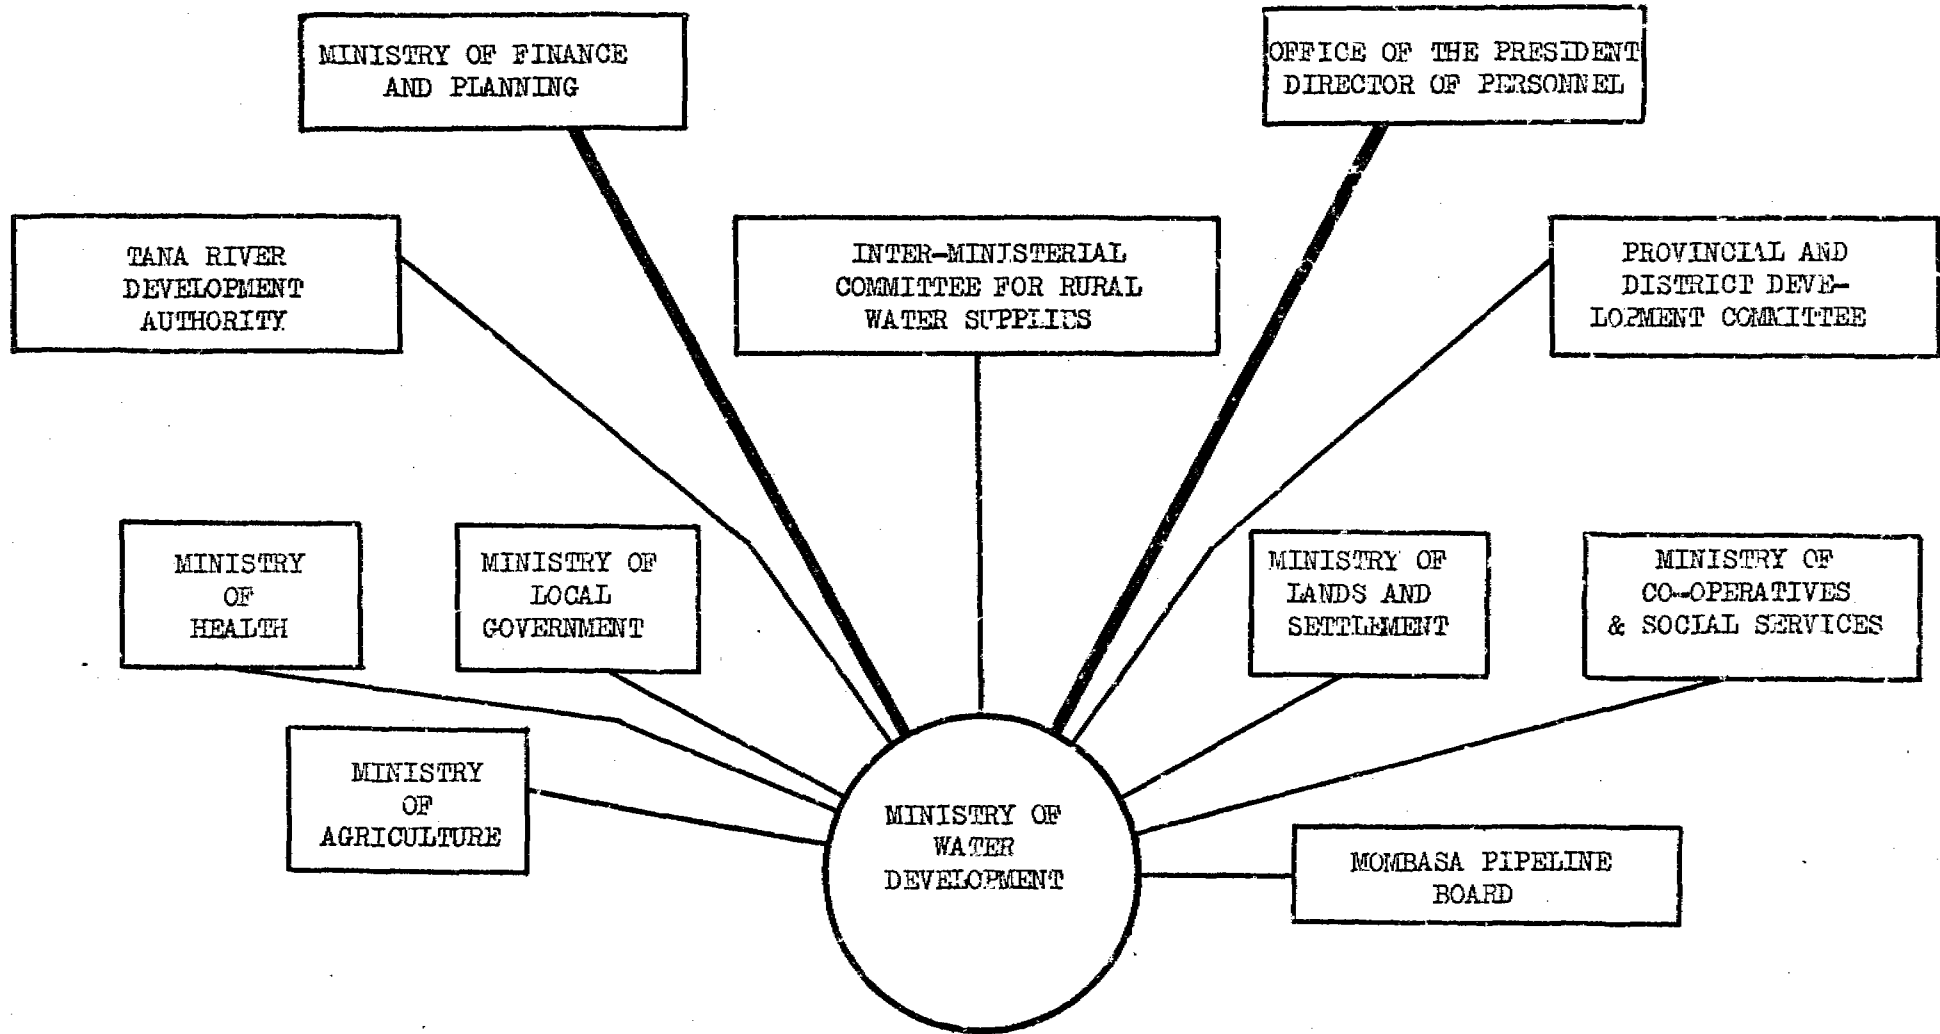 MINISTRY OF FINANCE
AND PLANNING
OFFICE OF THE PRESIDENT
DIRECTOR OF PERSONNEL
TANA RIVER
DEVELOPMENT
AUTHORITY
INTER-MINISTERIAL
COMMITTEE FOR RURAL
WATER SUPPLIES
PROVINCIAL AND
DISTRICT DEVE-
LOPMENT COMMITTEE
MINISTRY
OF
HEALTH
MINISTRY OF
LOCAL
GOVERNMENT
MINISTRY OF
LANDS AND
SETTLEMENT
MINISTRY OF
CO-OPERATIVES
& SOCIAL SERVICES
MINISTRY
OF
AGRICULTURE
MINISTRY OF
WATER
DEVELOPMENT
MOMBASA PIPELINE
BOARD